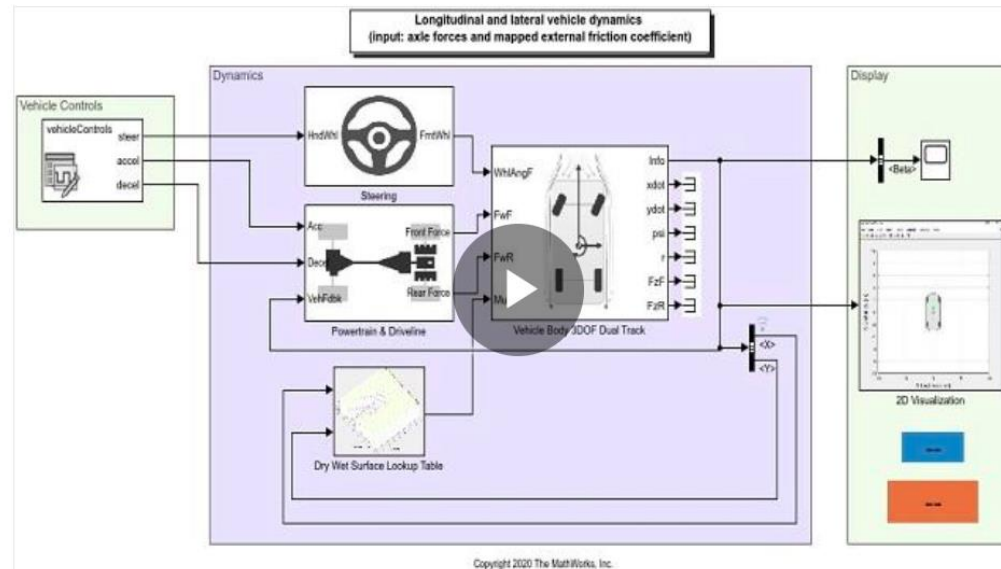 Longitudinal and lateral vehicle dynamics
(input: axle forces and mapped external friction coefficient)
Vehicle Controls
vehicleControls
steer
accel
decel
Dynamics
HndWhl
FrntWhl
Steering
Acc
Decel
VehFdbk
Front Force
Rear Force
Powertrain & Driveline
WhlAngF
FwF
FwR
Mu
Info
xdot
ydot
psi
r
FzF
FzR
Vehicle Body 3DOF Dual Track
<X>
<Y>
Dry Wet Surface Lookup Table
Display
<Beta>
2D Visualization
Copyright 2020 The MathWorks, Inc.